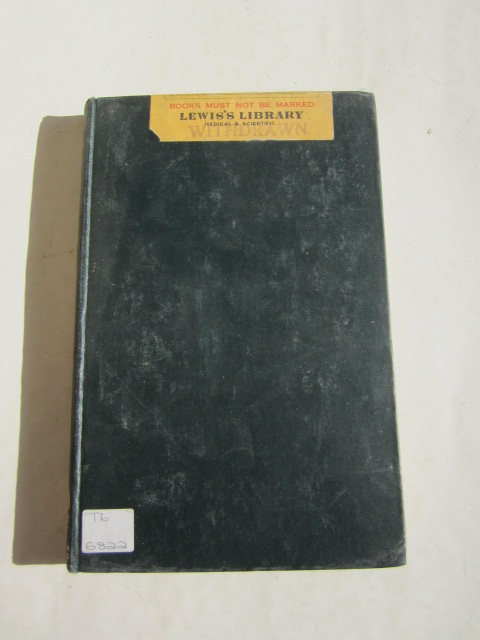 BOOKS MUST NOT BE MARKED.
LEWIS'S LIBRARY
MEDICAL & SCIENTIFIC
WITHDRAWN.
T6
6822